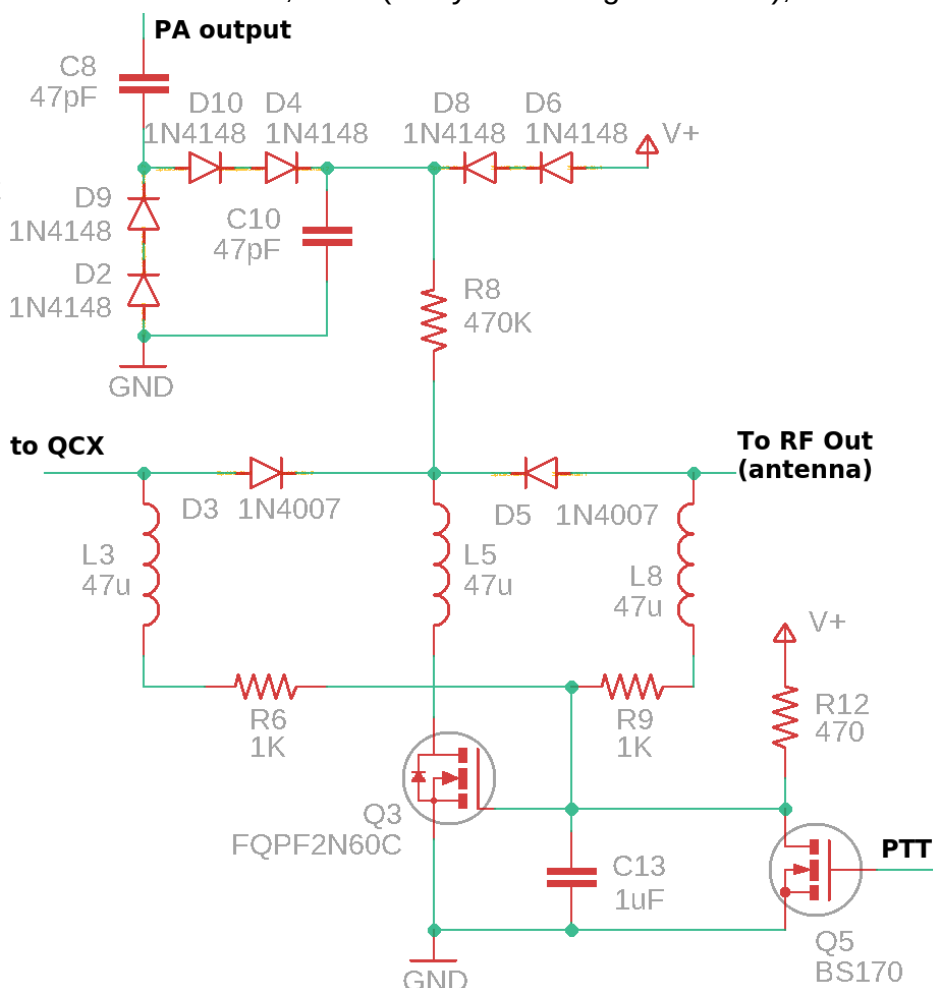 PA output
C8
47pF
D10
1N4148
D4
1N4148
D8
1N4148
D6
1N4148
V+
D9
1N4148
C10
47pF
D2
1N4148
R8
470K
GND
to QCX
To RF Out
(antenna)
D3 1N4007
D5 1N4007
L3
47u
L5
47u
L8
47u
V+
R6
1K
R9
1K
R12
470
Q3
FQPF2N60C
PTT
C13
1uF
Q5
BS170
GND